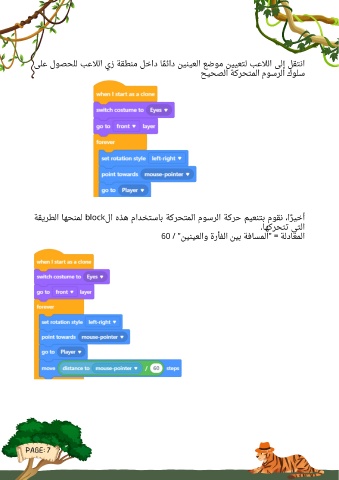 انتقل إلى اللاعب لتعيين موضع العينين دائمًا داخل منطقة زي اللاعب للحصول على
سلوك الرسوم المتحركة الصحيح
when I start as a clone
switch costume to Eyes
go to front layer
forever
set rotation style left-right
point towards mouse-pointer
go to Player
أخيرًا، نقوم بتنعيم حركة الرسوم المتحركة باستخدام هذه الblock لمنحها الطريقة
التي تتحركها,
المعادلة = "المسافة بين الفأرة والعينين" / 60
when I start as a clone
switch costume to Eyes
go to front layer
forever
set rotation style left-right
point towards mouse-pointer
go to Player
move distance to mouse-pointer / 60 steps
PAGE: 7